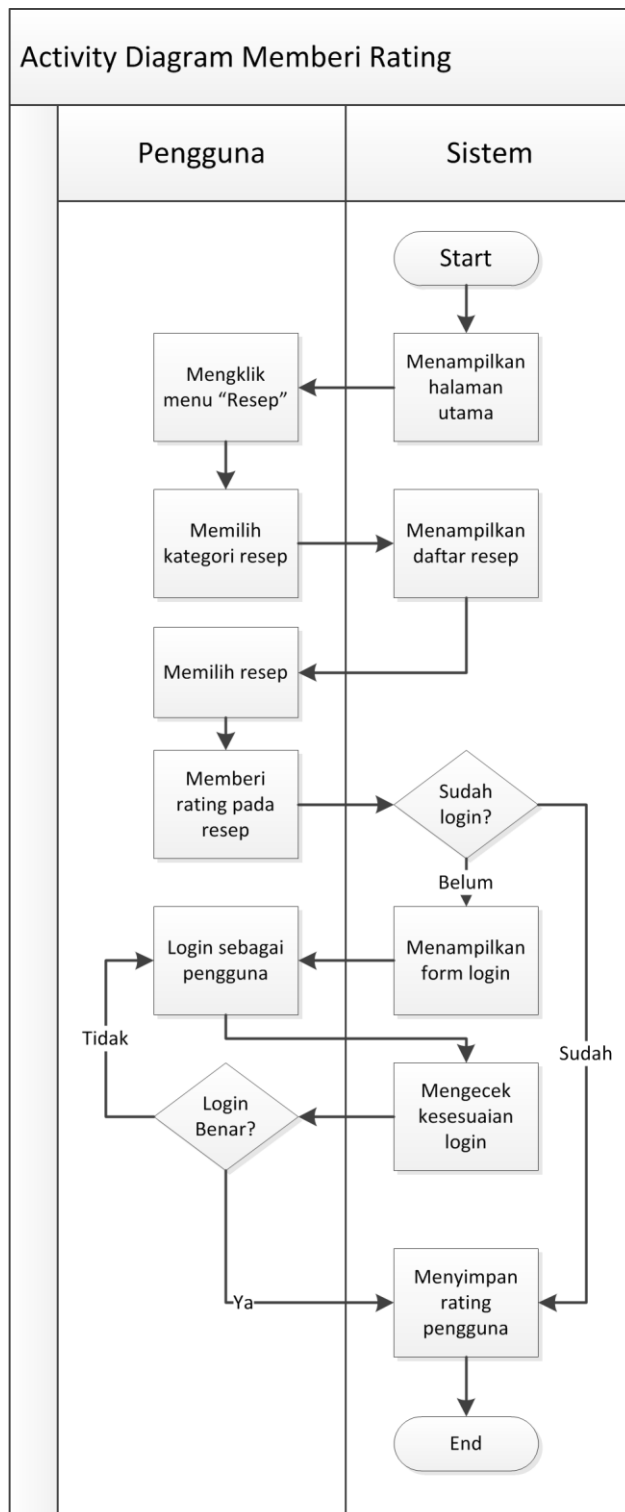 Activity Diagram Memberi Rating
Pengguna
Sistem
Start
Menampilkan
halaman
utama
Mengklik
menu “Resep”
Memilih
kategori resep
Menampilkan
daftar resep
Memilih resep
Memberi
rating pada
resep
Sudah
login?
Belum
Menampilkan
form login
Login sebagai
pengguna
Tidak
Sudah
Mengecek
kesesuaian
login
Login
Benar?
Ya
Menyimpan
rating
pengguna
End